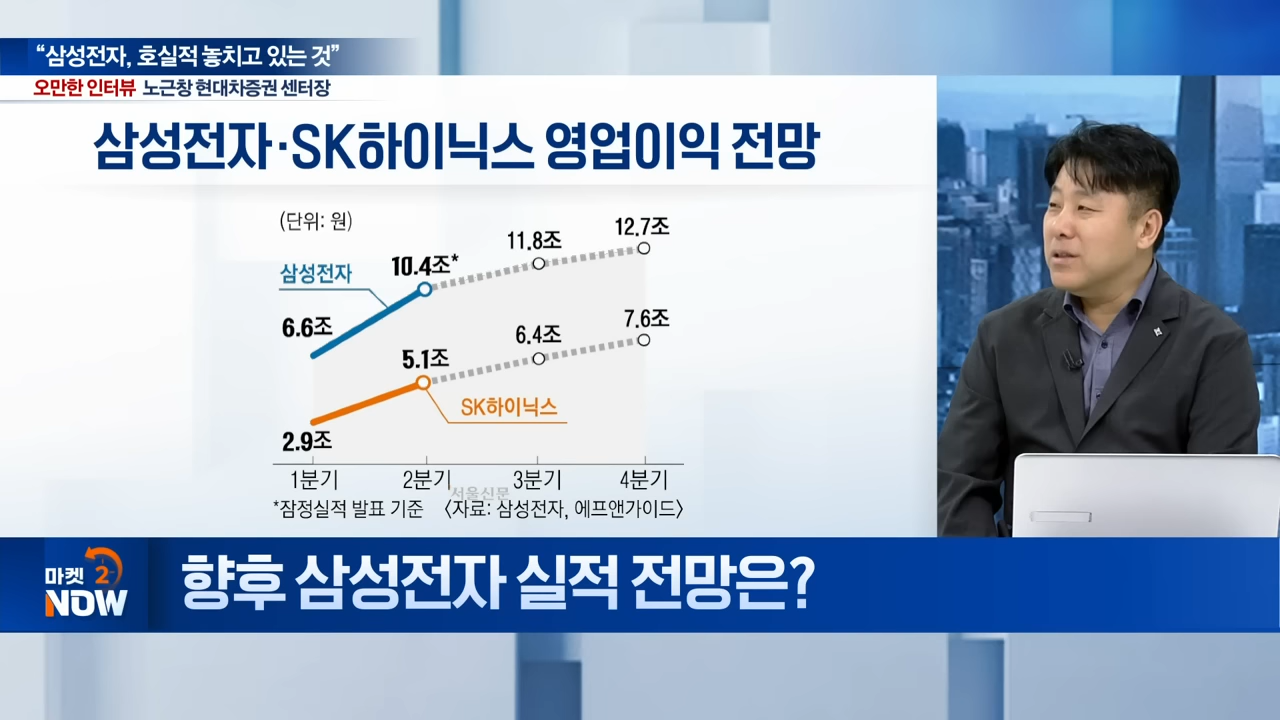 “삼성전자, 호실적 놓치고 있는 것”
오만한 인터뷰 노근창 현대차증권 센터장
삼성전자·SK하이닉스 영업이익 전망
(단위: 원)
삼성전자
6.6조
10.4조*
11.8조
12.7조
2.9조
5.1조
6.4조
7.6조
SK하이닉스
1분기 2분기 3분기 4분기
서울신문
*잠정실적 발표 기준 〈자료: 삼성전자, 에프앤가이드〉
마켓 2
NOW
향후 삼성전자 실적 전망은?